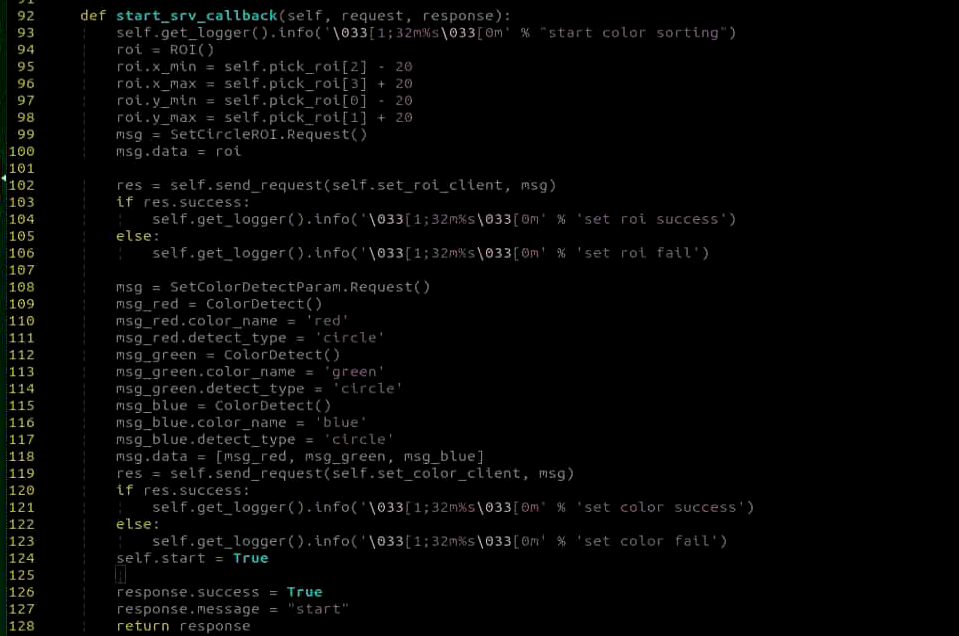 92 def start_srv_callback(self, request, response):
93 self.get_logger().info('\033[1;32m%s\033[0m' % "start color sorting")
94 roi = ROI()
95 roi.x_min = self.pick_roi[2] - 20
96 roi.x_max = self.pick_roi[3] + 20
97 roi.y_min = self.pick_roi[0] - 20
98 roi.y_max = self.pick_roi[1] + 20
99 msg = SetCircleROI.Request()
100 msg.data = roi
101
102 res = self.send_request(self.set_roi_client, msg)
103 if res.success:
104 self.get_logger().info('\033[1;32m%s\033[0m' % 'set roi success')
105 else:
106 self.get_logger().info('\033[1;32m%s\033[0m' % 'set roi fail')
107
108 msg = SetColorDetectParam.Request()
109 msg_red = ColorDetect()
110 msg_red.color_name = 'red'
111 msg_red.detect_type = 'circle'
112 msg_green = ColorDetect()
113 msg_green.color_name = 'green'
114 msg_green.detect_type = 'circle'
115 msg_blue = ColorDetect()
116 msg_blue.color_name = 'blue'
117 msg_blue.detect_type = 'circle'
118 msg.data = [msg_red, msg_green, msg_blue]
119 res = self.send_request(self.set_color_client, msg)
120 if res.success:
121 self.get_logger().info('\033[1;32m%s\033[0m' % 'set color success')
122 else:
123 self.get_logger().info('\033[1;32m%s\033[0m' % 'set color fail')
124 self.start = True
125
126 response.success = True
127 response.message = "start"
128 return response